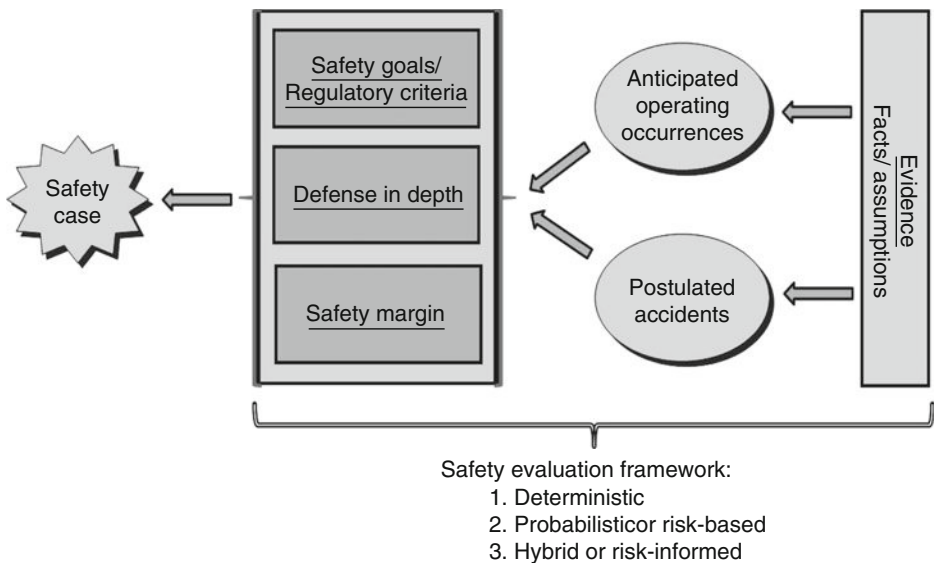 Safety
case
Safety goals/
Regulatory criteria
Defense in depth
Safety margin
Anticipated
operating
occurrences
Postulated
accidents
Evidence
Facts/ assumptions
Safety evaluation framework:
1. Deterministic
2. Probabilisticor risk-based
3. Hybrid or risk-informed